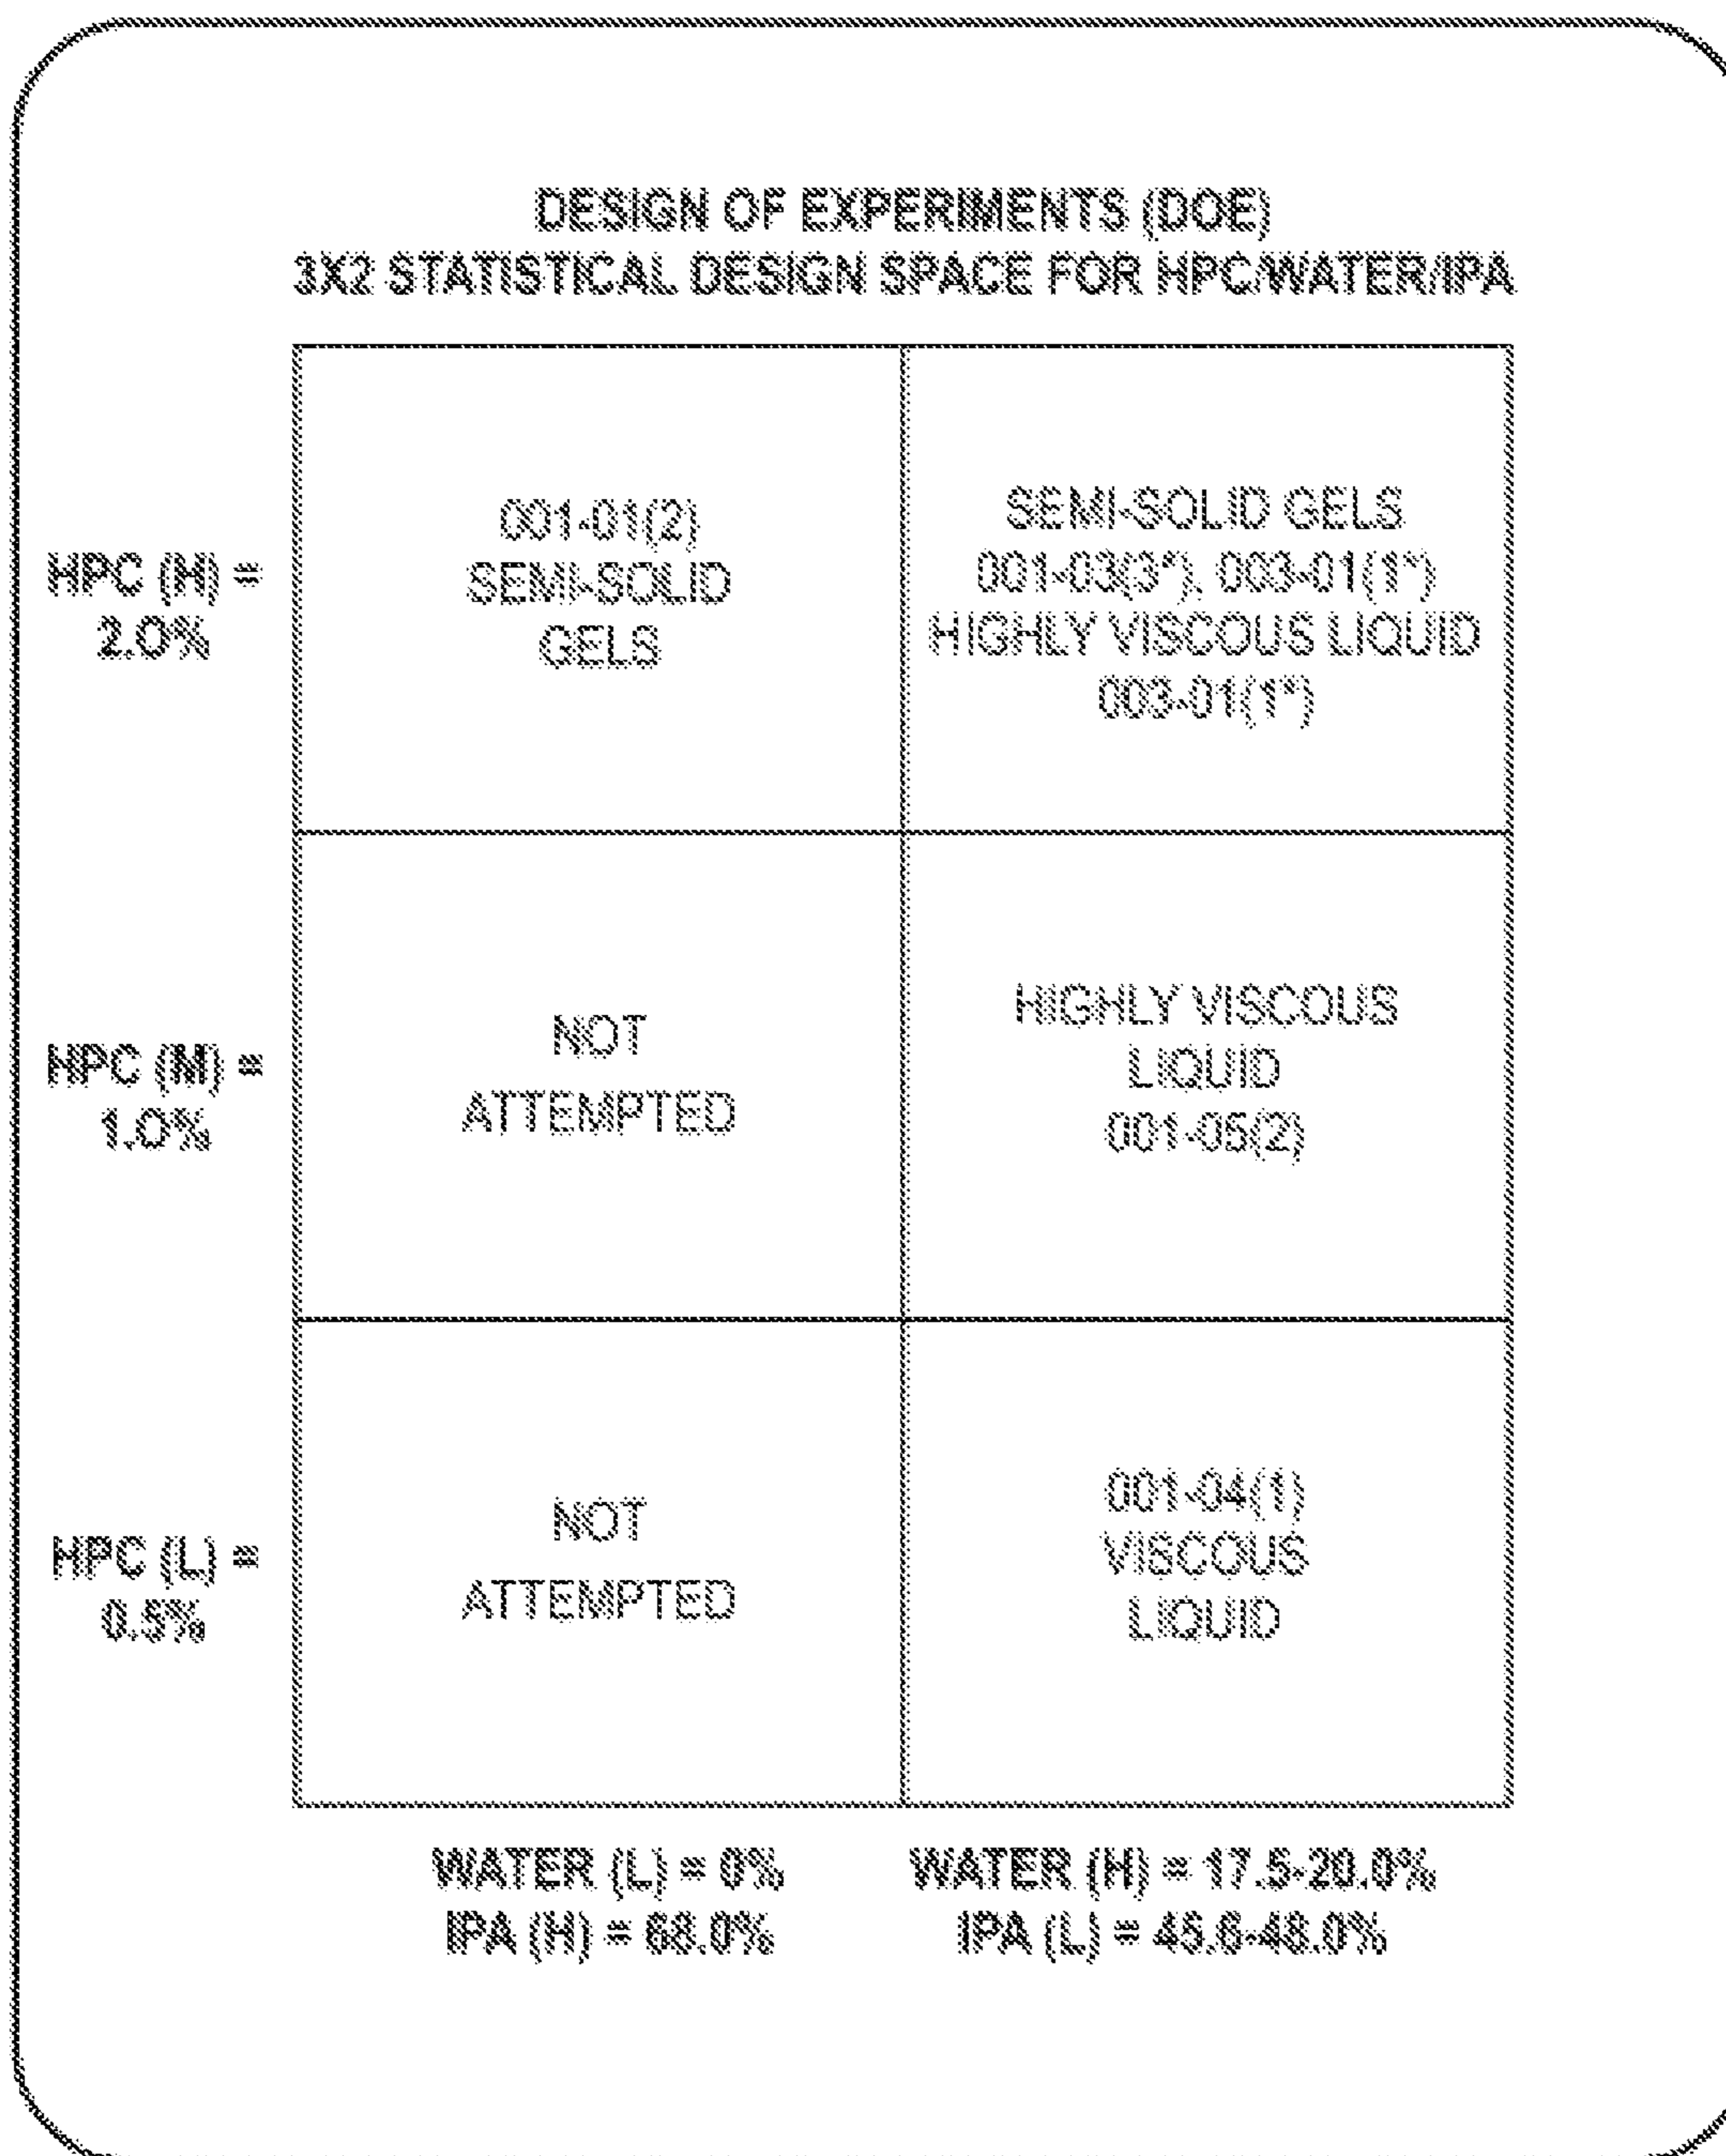 DESIGN OF EXPERIMENTS (DOE)
3X2 STATISTICAL DESIGN SPACE FOR HPC/WATER/IPA
HPC (H) =
2.0%
001-01(2)
SEMI-SOLID
GELS
SEMI-SOLID GELS
001-03(3*), 003-01(1*)
HIGHLY VISCOUS LIQUID
003-01(1*)
HPC (M) =
1.0%
NOT
ATTEMPTED
HIGHLY VISCOUS
LIQUID
001-05(2)
HPC (L) =
0.5%
NOT
ATTEMPTED
001-04(1)
VISCOUS
LIQUID
WATER (L) = 0%
IPA (H) = 68.0%
WATER (H) = 17.5-20.0%
IPA (L) = 45.6-48.0%